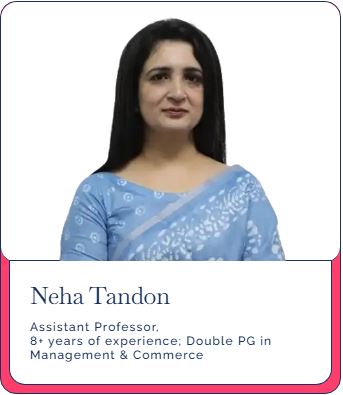 Neha Tandon
Assistant Professor,
8+ years of experience; Double PG in
Management & Commerce